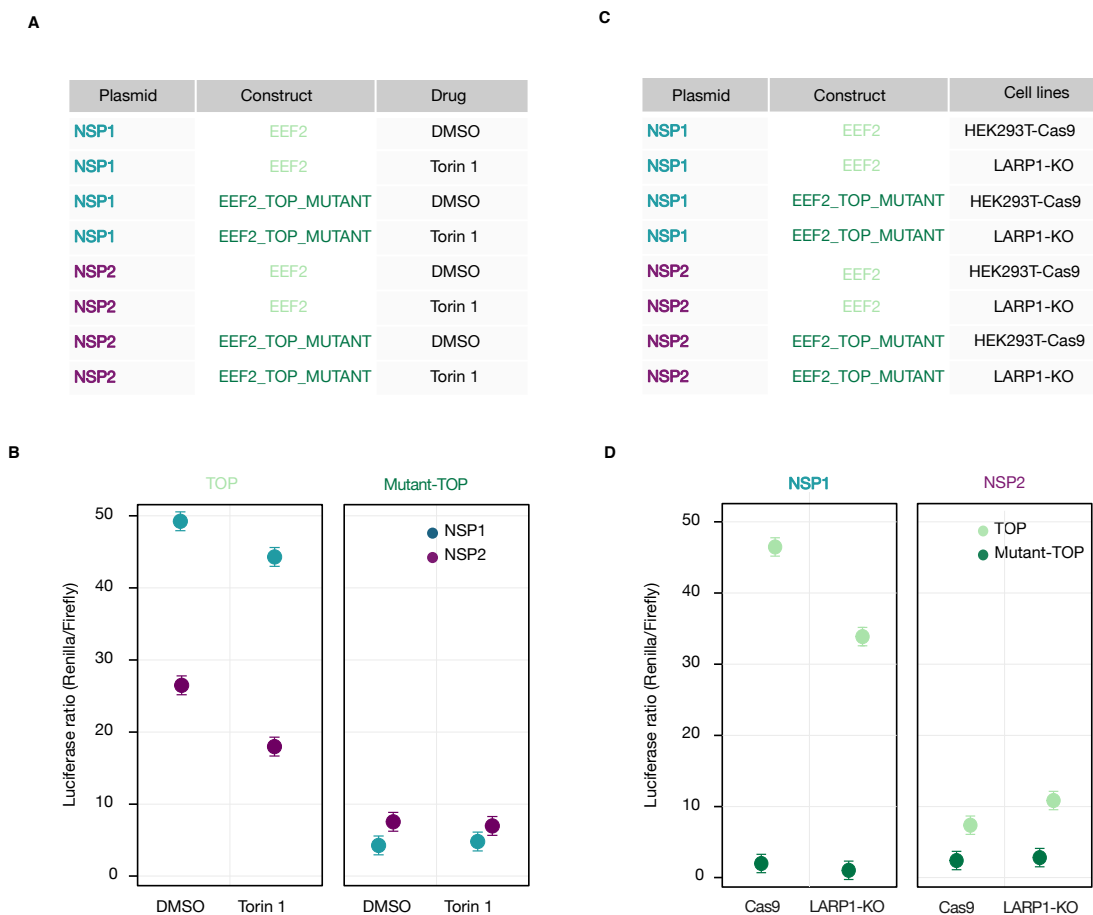 A
Plasmid Construct Drug
NSP1 EEF2 DMSO
NSP1 EEF2 Torin 1
NSP1 EEF2_TOP_MUTANT DMSO
NSP1 EEF2_TOP_MUTANT Torin 1
NSP2 EEF2 DMSO
NSP2 EEF2 Torin 1
NSP2 EEF2_TOP_MUTANT DMSO
NSP2 EEF2_TOP_MUTANT Torin 1
C
Plasmid Construct Cell lines
NSP1 EEF2 HEK293T-Cas9
NSP1 EEF2 LARP1-KO
NSP1 EEF2_TOP_MUTANT HEK293T-Cas9
NSP1 EEF2_TOP_MUTANT LARP1-KO
NSP2 EEF2 HEK293T-Cas9
NSP2 EEF2 LARP1-KO
NSP2 EEF2_TOP_MUTANT HEK293T-Cas9
NSP2 EEF2_TOP_MUTANT LARP1-KO
B
TOP Mutant-TOP
NSP1
NSP2
Luciferase ratio (Renilla/Firefly)
50
40
30
20
10
0
DMSO Torin 1 DMSO Torin 1
D
NSP1 NSP2
TOP
Mutant-TOP
Luciferase ratio (Renilla/Firefly)
50
40
30
20
10
0
Cas9 LARP1-KO Cas9 LARP1-KO